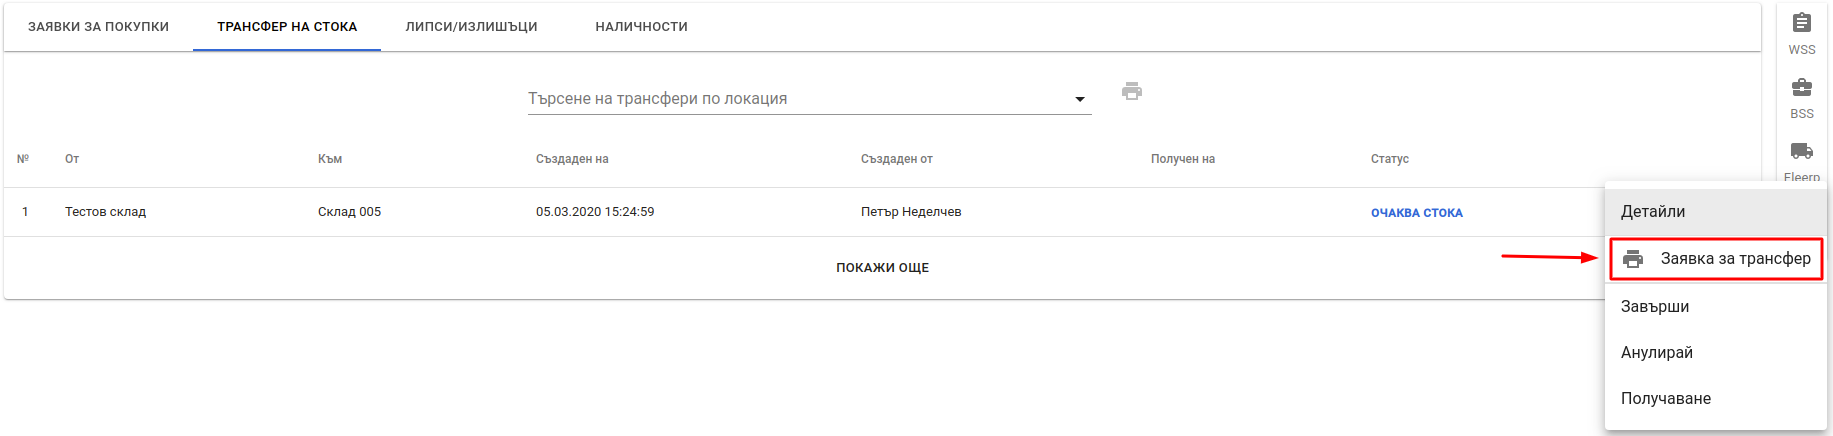 ЗАЯВКИ ЗА ПОКУПКИ ТРАНСФЕР НА СТОКА ЛИПСИ/ИЗЛИШЪЦИ НАЛИЧНОСТИ
WSS
Търсене на трансфери по локация
BSS
№ От Към Създаден на Създаден от Получен на Статус
Fleerp
1 Тестов склад Склад 005 05.03.2020 15:24:59 Петър Неделчев ОЧАКВА СТОКА
ПОКАЖИ ОЩЕ
Детайли
Заявка за трансфер
Завърши
Анулирай
Получаване